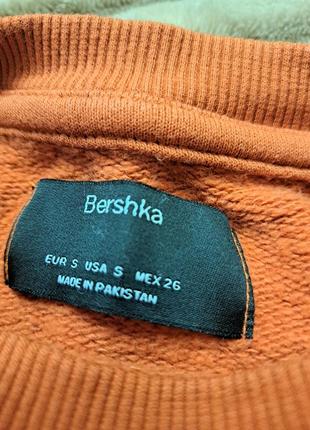 Bershka
EUR S USA S MEX 26
MADE IN PAKISTAN